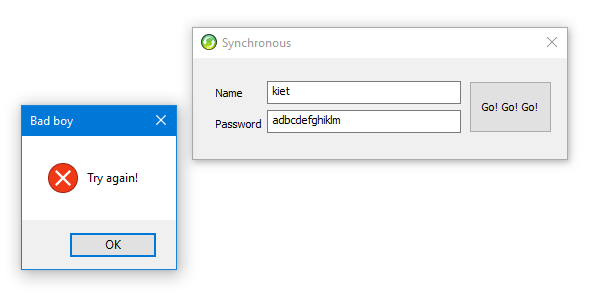 Synchronous
Name
kiet
Go! Go! Go!
Password
adbcdefghiklm
Bad boy
Try again!
OK